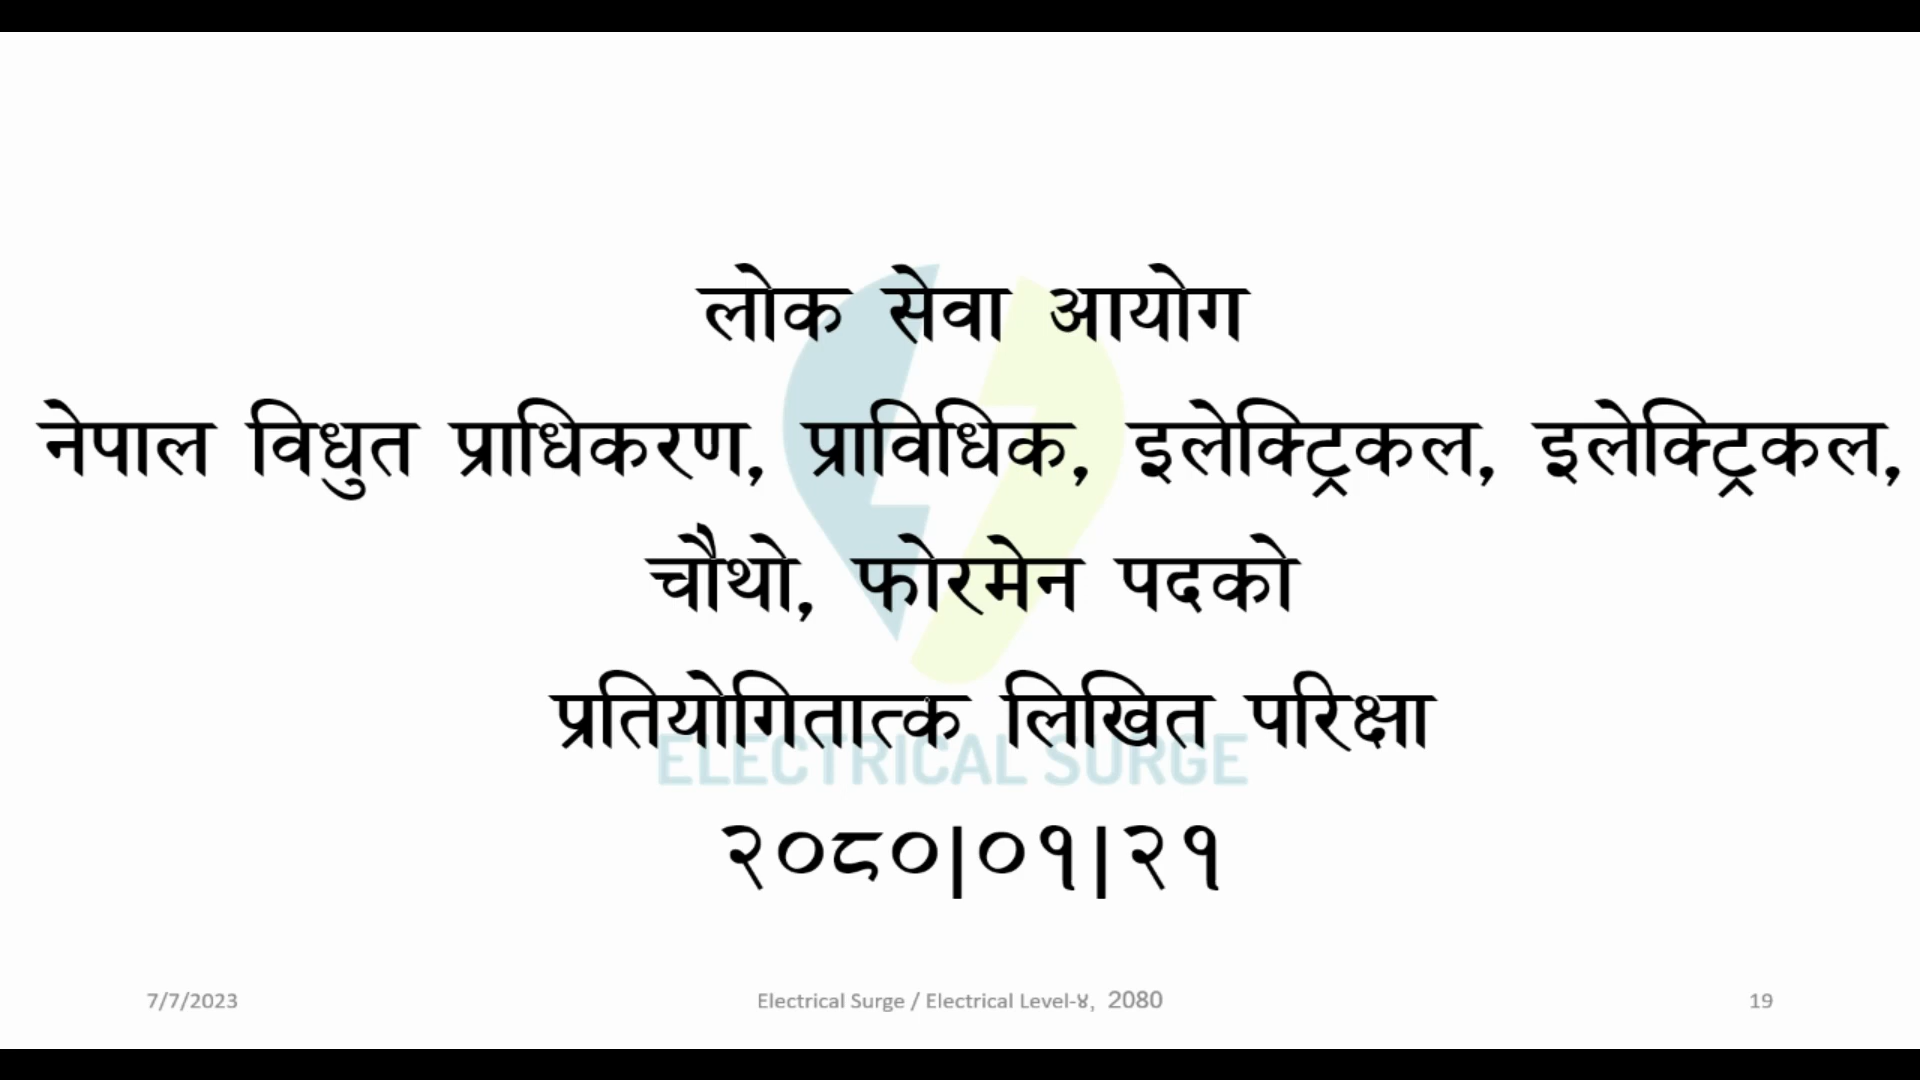 लोक सेवा आयोग
नेपाल विधुत प्राधिकरण, प्राविधिक, इलेक्ट्रिकल, इलेक्ट्रिकल,
चौथो, फोरमेन पदको
प्रतियोगितात्क लिखित परिक्षा
ELECTRICAL SURGE
२०८०|०१|२१
7/7/2023 Electrical Surge / Electrical Level-४, 2080 19